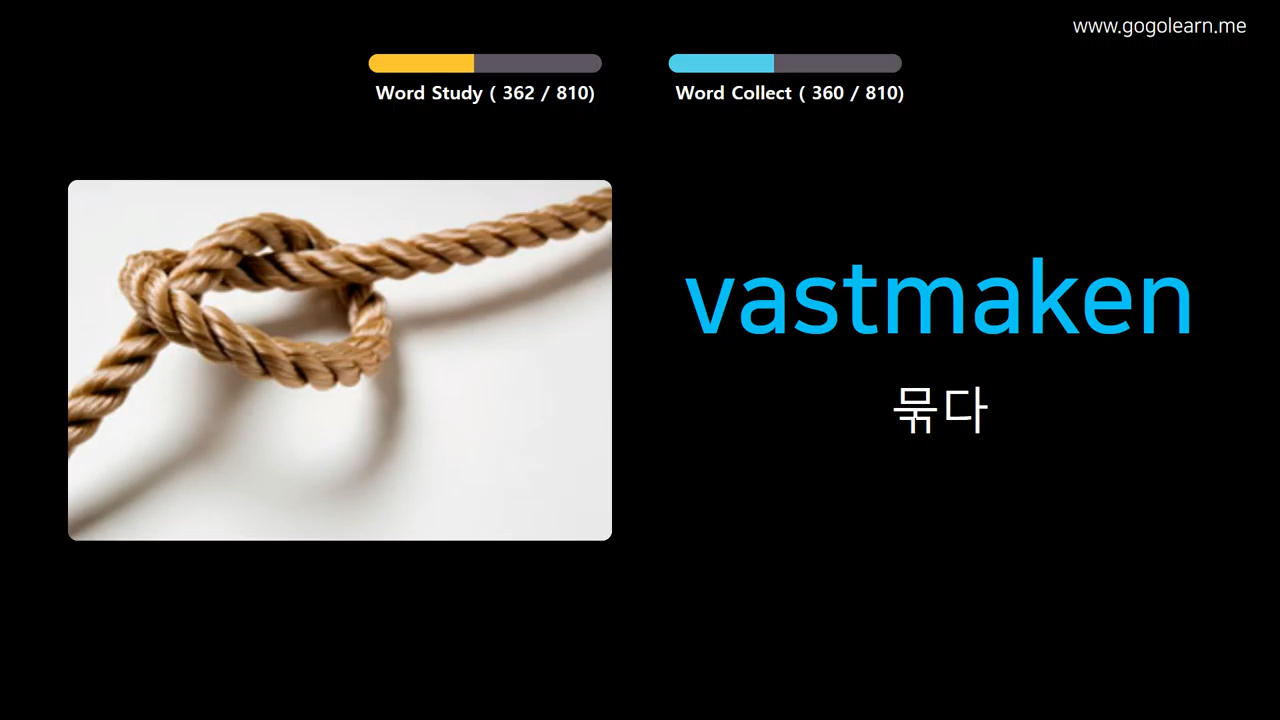 www.gogolearn.me
Word Study ( 362 / 810)
Word Collect ( 360 / 810)
vastmaken
묶다